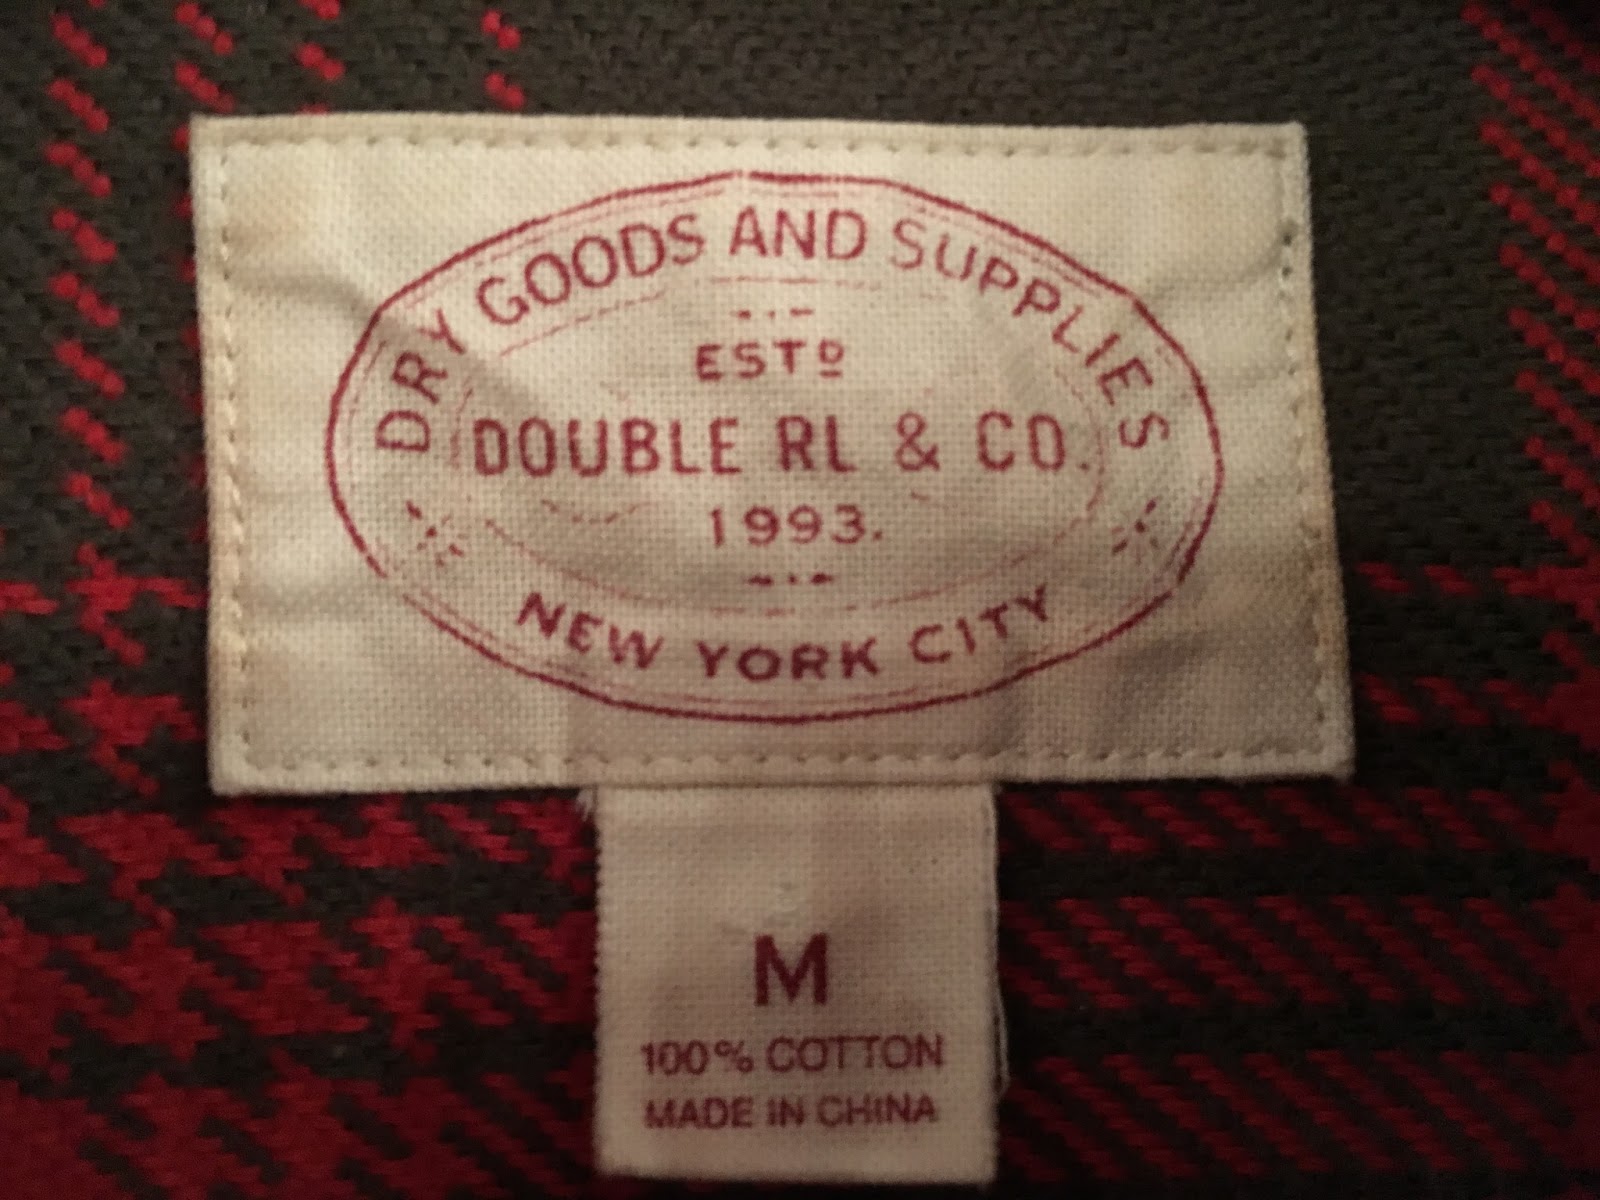 DRY GOODS AND SUPPLIES
ESTD
DOUBLE RL & CO.
1993.
NEW YORK CITY
M
100% COTTON
MADE IN CHINA